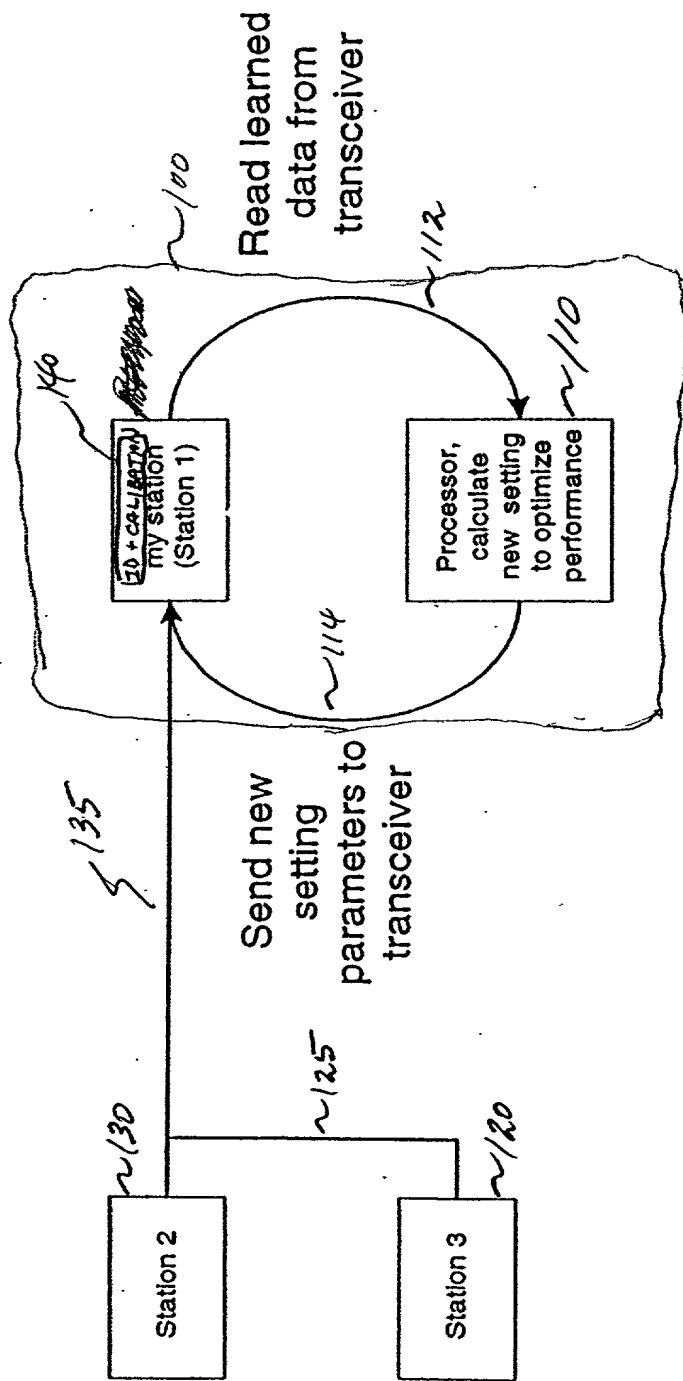 Station 2
~130
Station 3
~120
~125
135
Send new
setting
parameters to
transceiver
~114
140
ID + CALIBRATION
my station
(Station 1)
~100
Read learned
data from
transceiver
112
Processor,
calculate
new setting
to optimize
performance
~110